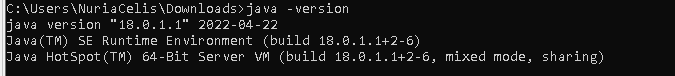 C:\Users\NuriaCelis\Downloads>java -version
java version "18.0.1.1" 2022-04-22
Java(TM) SE Runtime Environment (build 18.0.1.1+2-6)
Java HotSpot(TM) 64-Bit Server VM (build 18.0.1.1+2-6, mixed mode, sharing)